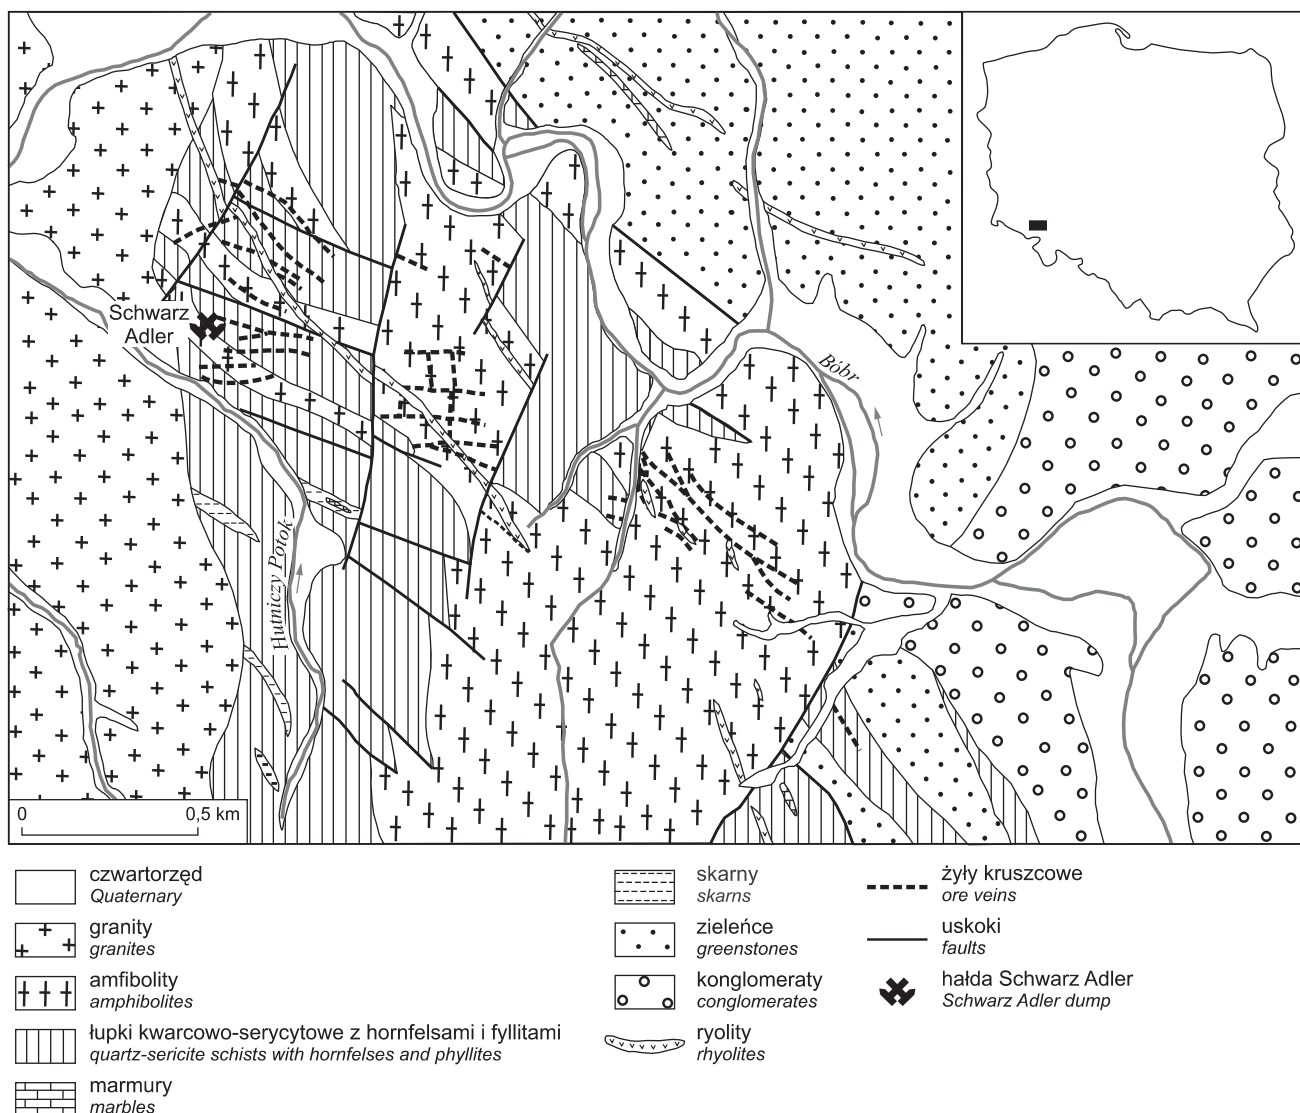 Schwarz
Adler
Bóbr
Hutniczy Potok
0 0,5 km
czwartorzęd
Quaternary
granity
granites
amfibolity
amphibolites
łupki kwarcowo-serycytowe z hornfelsami i fyllitami
quartz-sericite schists with hornfelses and phyllites
marmury
marbles
skarny
skarns
zieleńce
greenstones
konglomeraty
conglomerates
ryolity
rhyolites
żyły kruszcowe
ore veins
uskoki
faults
hałda Schwarz Adler
Schwarz Adler dump